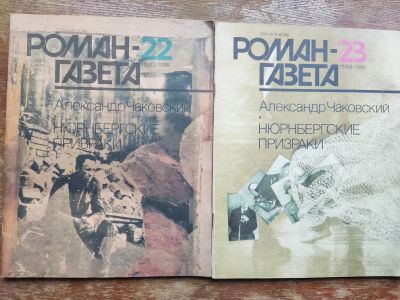 РОМАН-22
ГАЗЕТА
Александр Чаковский
НЮРНБЕРГСКИЕ
ПРИЗРАКИ
РОМАН-23
ГАЗЕТА
Александр Чаковский
НЮРНБЕРГСКИЕ
ПРИЗРАКИ